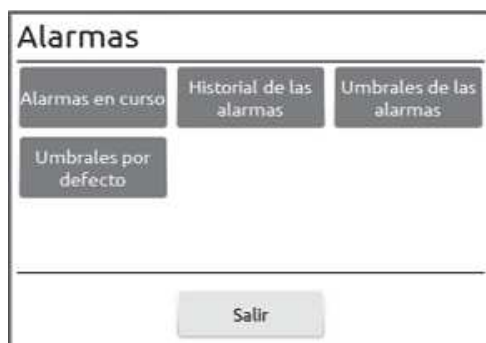 Alarmas
Alarmas en curso
Historial de las
alarmas
Umbrales de las
alarmas
Umbrales por
defecto
Salir